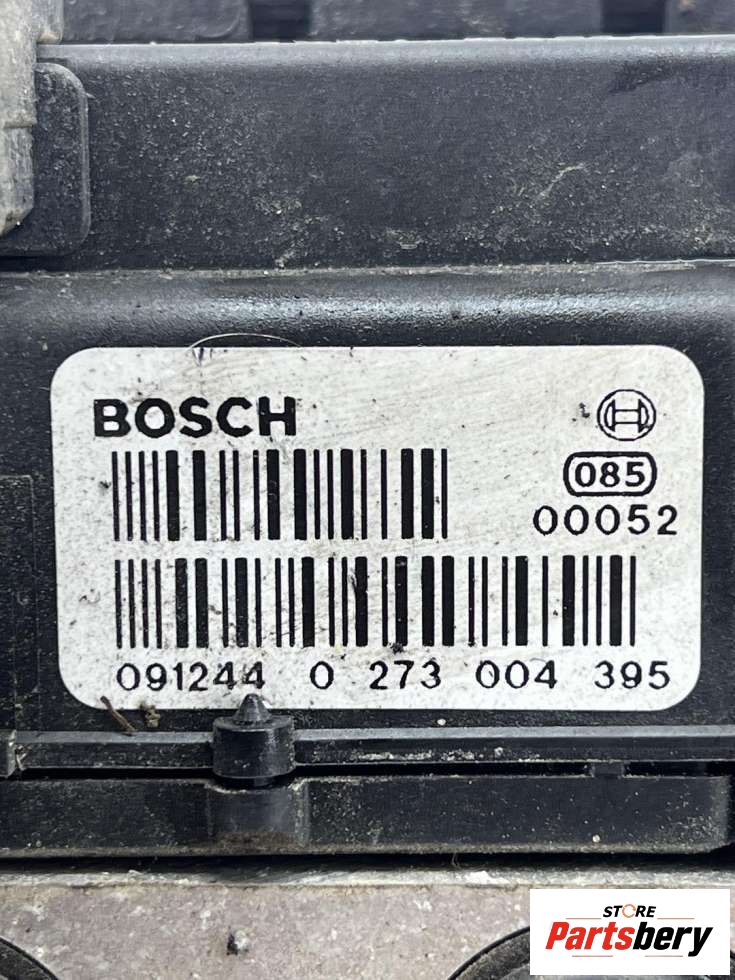 BOSCH
085
00052
091244 0 273 004 395
STORE
Partsbery